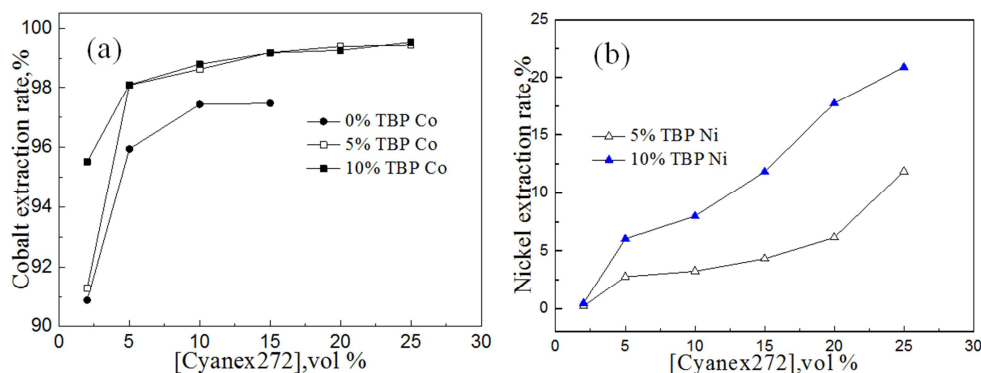 (a)
Cobalt extraction rate,%
100
98
96
94
92
90
0% TBP Co
5% TBP Co
10% TBP Co
0 5 10 15 20 25 30
[Cyanex272],vol %
(b)
Nickel extraction rate,%
25
20
15
10
5
0
5% TBP Ni
10% TBP Ni
0 5 10 15 20 25 30
[Cyanex272],vol %